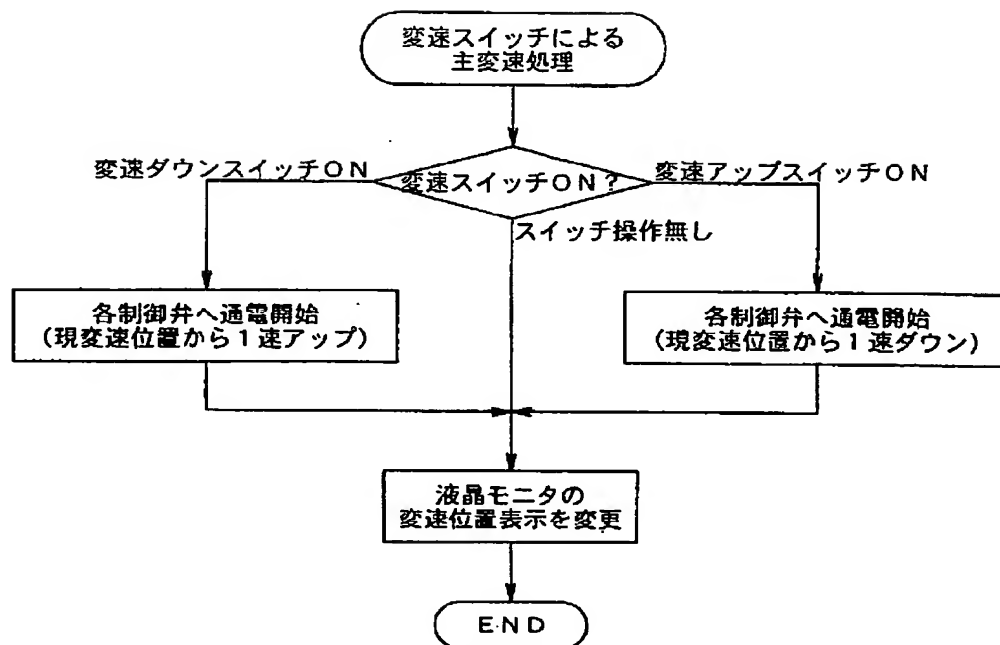 変速スイッチによる
主変速処理
変速ダウンスイッチON
変速スイッチON?
変速アップスイッチON
スイッチ操作無し
各制御弁へ通電開始
(現変速位置から1速アップ)
各制御弁へ通電開始
(現変速位置から1速ダウン)
液晶モニタの
変速位置表示を変更
END